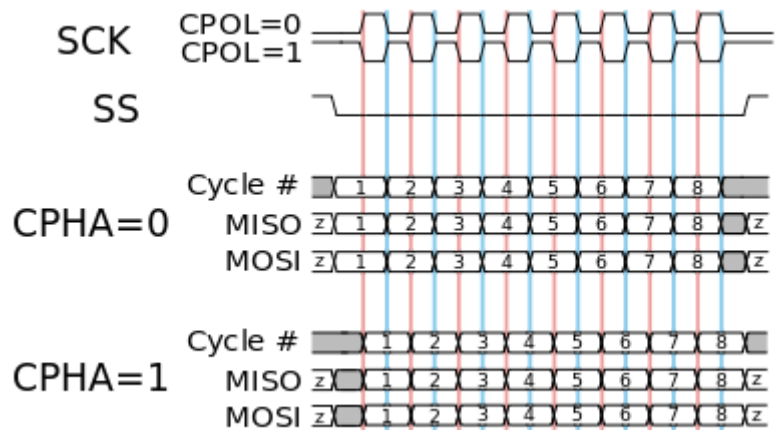 SCK CPOL=0
CPOL=1
SS
Cycle # 1 2 3 4 5 6 7 8
CPHA=0 MISO z 1 2 3 4 5 6 7 8 z
MOSI z 1 2 3 4 5 6 7 8 z
Cycle # 1 2 3 4 5 6 7 8
CPHA=1 MISO z 1 2 3 4 5 6 7 8 z
MOSI z 1 2 3 4 5 6 7 8 z